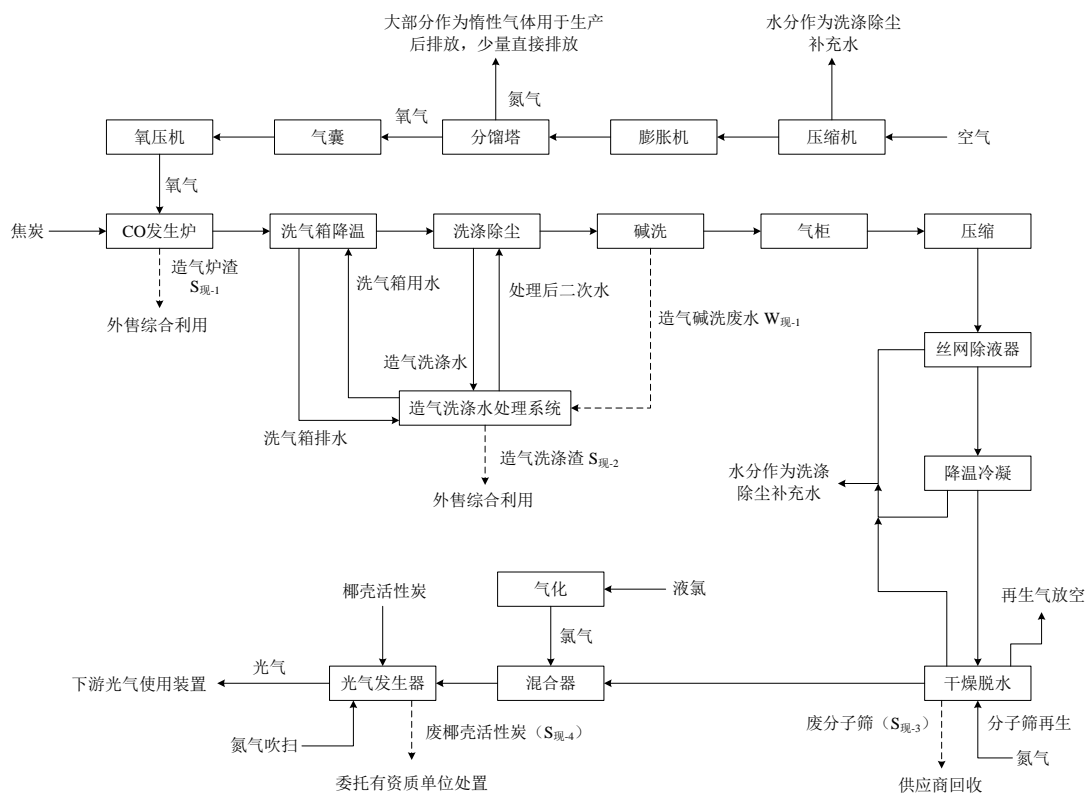 大部分作为惰性气体用于生产
后排放，少量直接排放
水分作为洗涤除尘
补充水
氮气
氧气
氧压机
气囊
分馏塔
膨胀机
压缩机
空气
氧气
焦炭
CO发生炉
洗气箱降温
洗涤除尘
碱洗
气柜
压缩
造气炉渣
S现-1
洗气箱用水
处理后二次水
造气碱洗废水 W现-1
外售综合利用
丝网除液器
造气洗涤水
造气洗涤水处理系统
洗气箱排水
造气洗涤渣 S现-2
水分作为洗涤
除尘补充水
降温冷凝
外售综合利用
椰壳活性炭
气化
液氯
再生气放空
氯气
光气
下游光气使用装置
光气发生器
混合器
干燥脱水
废椰壳活性炭（S现-4）
废分子筛（S现-3）
分子筛再生
氮气吹扫
氮气
委托有资质单位处置
供应商回收